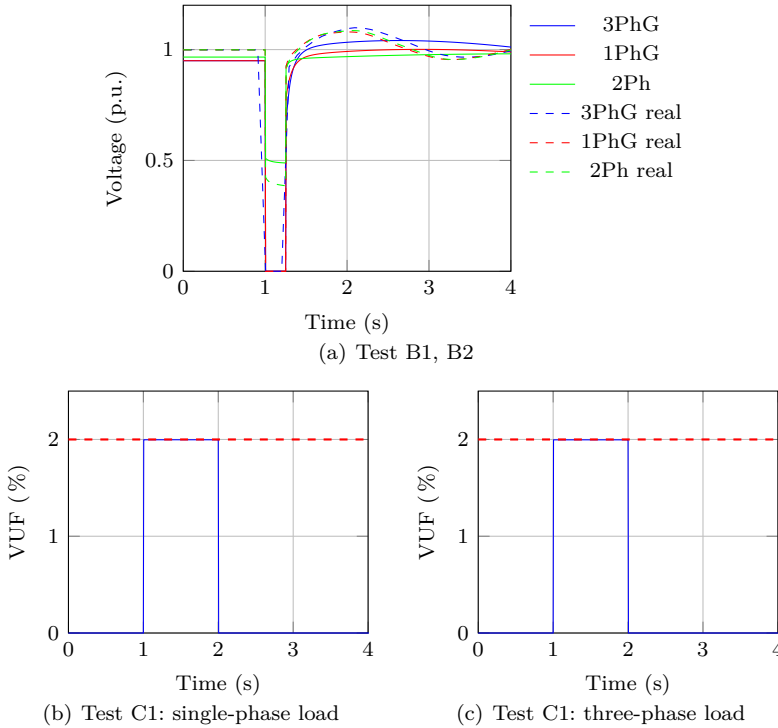 1
0.5
0
Voltage (p.u.)
0
1
2
3
4
Time (s)
3PhG
1PhG
2Ph
3PhG real
1PhG real
2Ph real
(a) Test B1, B2
2
1
0
VUF (%)
0
1
2
3
4
Time (s)
(b) Test C1: single-phase load
2
1
0
VUF (%)
0
1
2
3
4
Time (s)
(c) Test C1: three-phase load